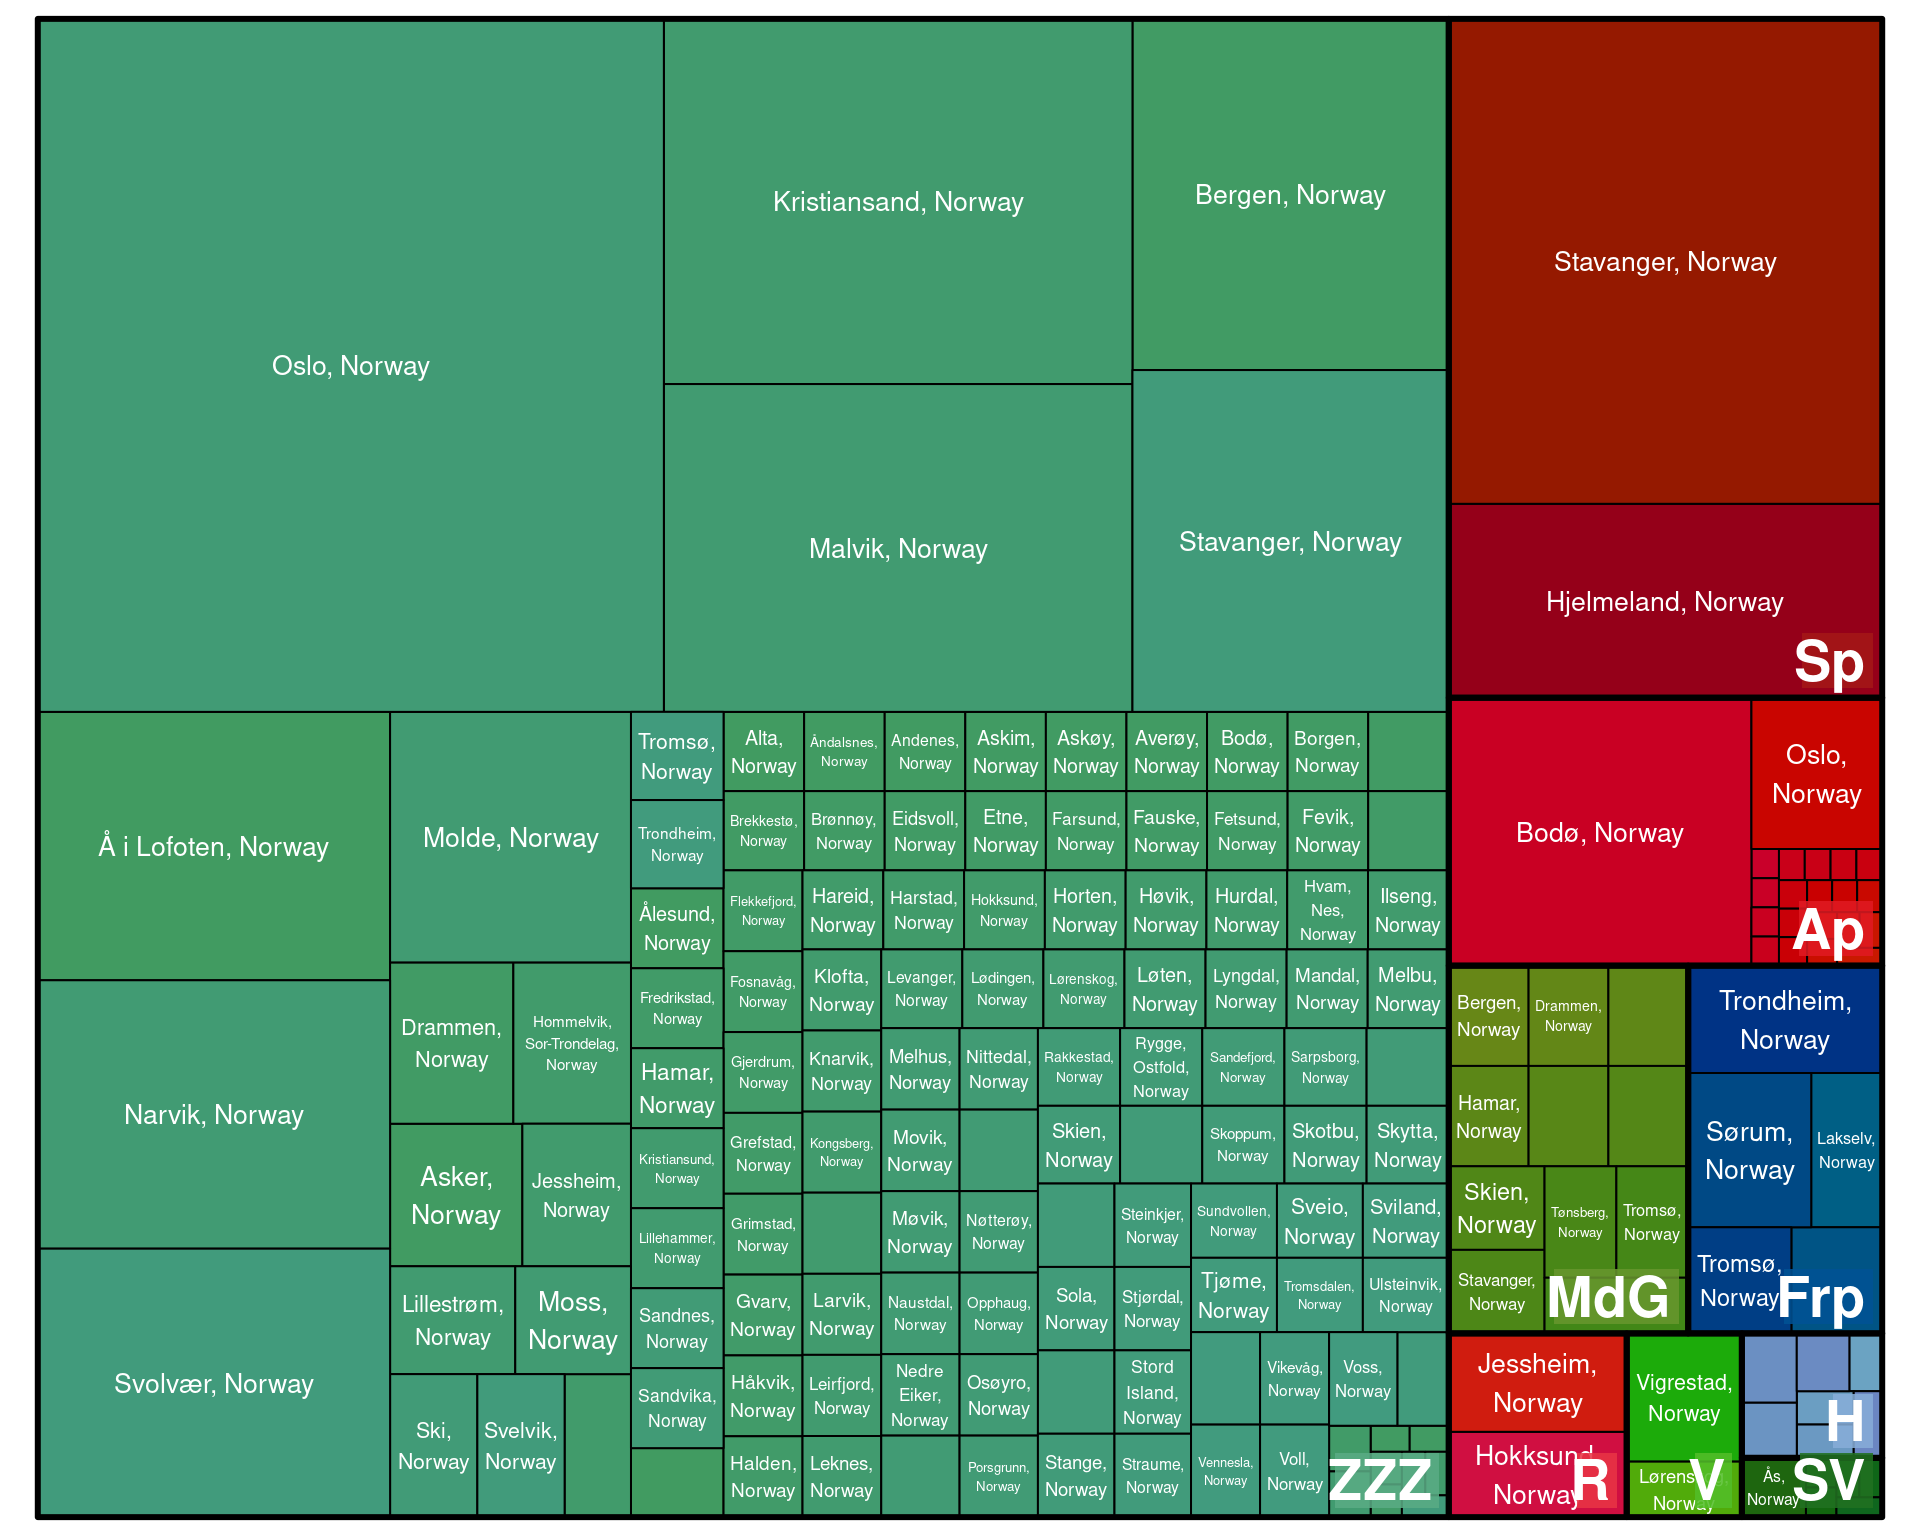 Oslo, Norway
Kristiansand, Norway
Bergen, Norway
Malvik, Norway
Stavanger, Norway
Å i Lofoten, Norway
Narvik, Norway
Svolvær, Norway
Molde, Norway
Drammen,
Norway
Hommelvik,
Sor-Trondelag,
Norway
Asker,
Norway
Jessheim,
Norway
Lillestrøm,
Norway
Moss,
Norway
Ski,
Norway
Svelvik,
Norway
Tromsø,
Norway
Trondheim,
Norway
Ålesund,
Norway
Fredrikstad,
Norway
Hamar,
Norway
Kristiansund,
Norway
Lillehammer,
Norway
Sandnes,
Norway
Sandvika,
Norway
Alta,
Norway
Åndalsnes,
Norway
Andenes,
Norway
Askim,
Norway
Askøy,
Norway
Averøy,
Norway
Bodø,
Norway
Borgen,
Norway
Brekkestø,
Norway
Brønnøy,
Norway
Eidsvoll,
Norway
Etne,
Norway
Farsund,
Norway
Fauske,
Norway
Fetsund,
Norway
Fevik,
Norway
Flekkefjord,
Norway
Hareid,
Norway
Harstad,
Norway
Hokksund,
Norway
Horten,
Norway
Høvik,
Norway
Hurdal,
Norway
Hvam,
Nes,
Norway
Ilseng,
Norway
Fosnavåg,
Norway
Klofta,
Norway
Levanger,
Norway
Lødingen,
Norway
Lørenskog,
Norway
Løten,
Norway
Lyngdal,
Norway
Mandal,
Norway
Melbu,
Norway
Gjerdrum,
Norway
Knarvik,
Norway
Melhus,
Norway
Nittedal,
Norway
Rakkestad,
Norway
Rygge,
Ostfold,
Norway
Sandefjord,
Norway
Sarpsborg,
Norway
Grefstad,
Norway
Kongsberg,
Norway
Movik,
Norway
Skien,
Norway
Skoppum,
Norway
Skotbu,
Norway
Skytta,
Norway
Grimstad,
Norway
Møvik,
Norway
Nøtterøy,
Norway
Steinkjer,
Norway
Sundvollen,
Norway
Sveio,
Norway
Sviland,
Norway
Gvarv,
Norway
Larvik,
Norway
Naustdal,
Norway
Opphaug,
Norway
Sola,
Norway
Stjørdal,
Norway
Tjøme,
Norway
Tromsdalen,
Norway
Ulsteinvik,
Norway
Håkvik,
Norway
Leirfjord,
Norway
Nedre
Eiker,
Norway
Osøyro,
Norway
Stord
Island,
Norway
Vikevåg,
Norway
Voss,
Norway
Halden,
Norway
Leknes,
Norway
Porsgrunn,
Norway
Stange,
Norway
Straume,
Norway
Vennesla,
Norway
Voll,
Norway
ZZZ
Stavanger, Norway
Hjelmeland, Norway
Sp
Bodø, Norway
Oslo,
Norway
Ap
Bergen,
Norway
Drammen,
Norway
Hamar,
Norway
Skien,
Norway
Tønsberg,
Norway
Tromsø,
Norway
Stavanger,
Norway
MdG
Trondheim,
Norway
Sørum,
Norway
Lakselv,
Norway
Tromsø,
Norway
Frp
Jessheim,
Norway
Hokksund,
Norway
R
Vigrestad,
Norway
Norway
V
H
Ås,
Norway
SV